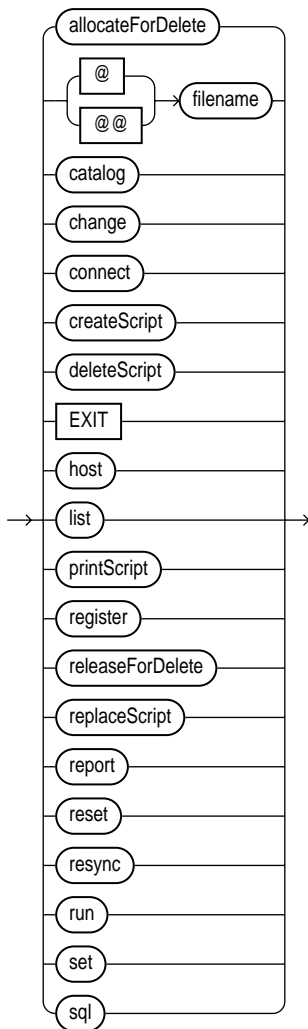 allocateForDelete
@
@@
filename
catalog
change
connect
createScript
deleteScript
EXIT
host
list
printScript
register
releaseForDelete
replaceScript
report
reset
resync
run
set
sql